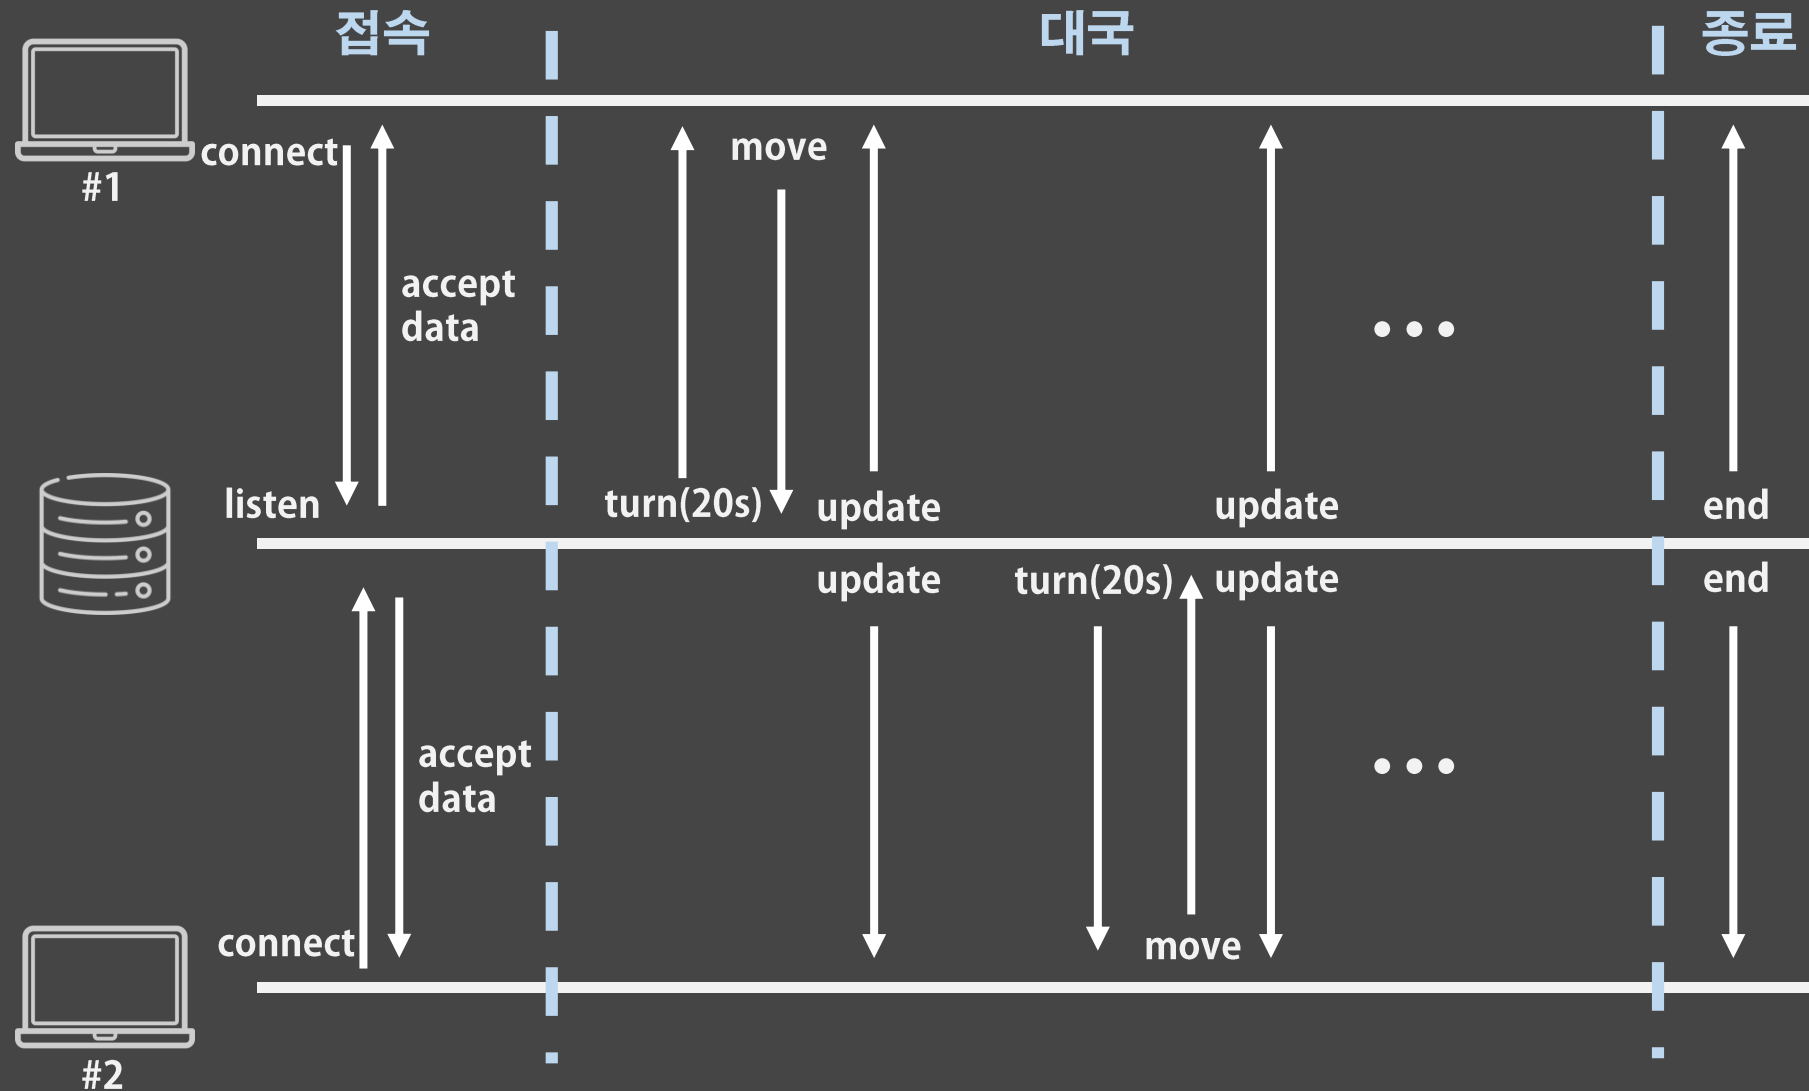 접속
대국
종료
connect
move
#1
accept
data
listen
turn(20s)
update
update
end
update
turn(20s)
update
end
accept
data
connect
move
#2